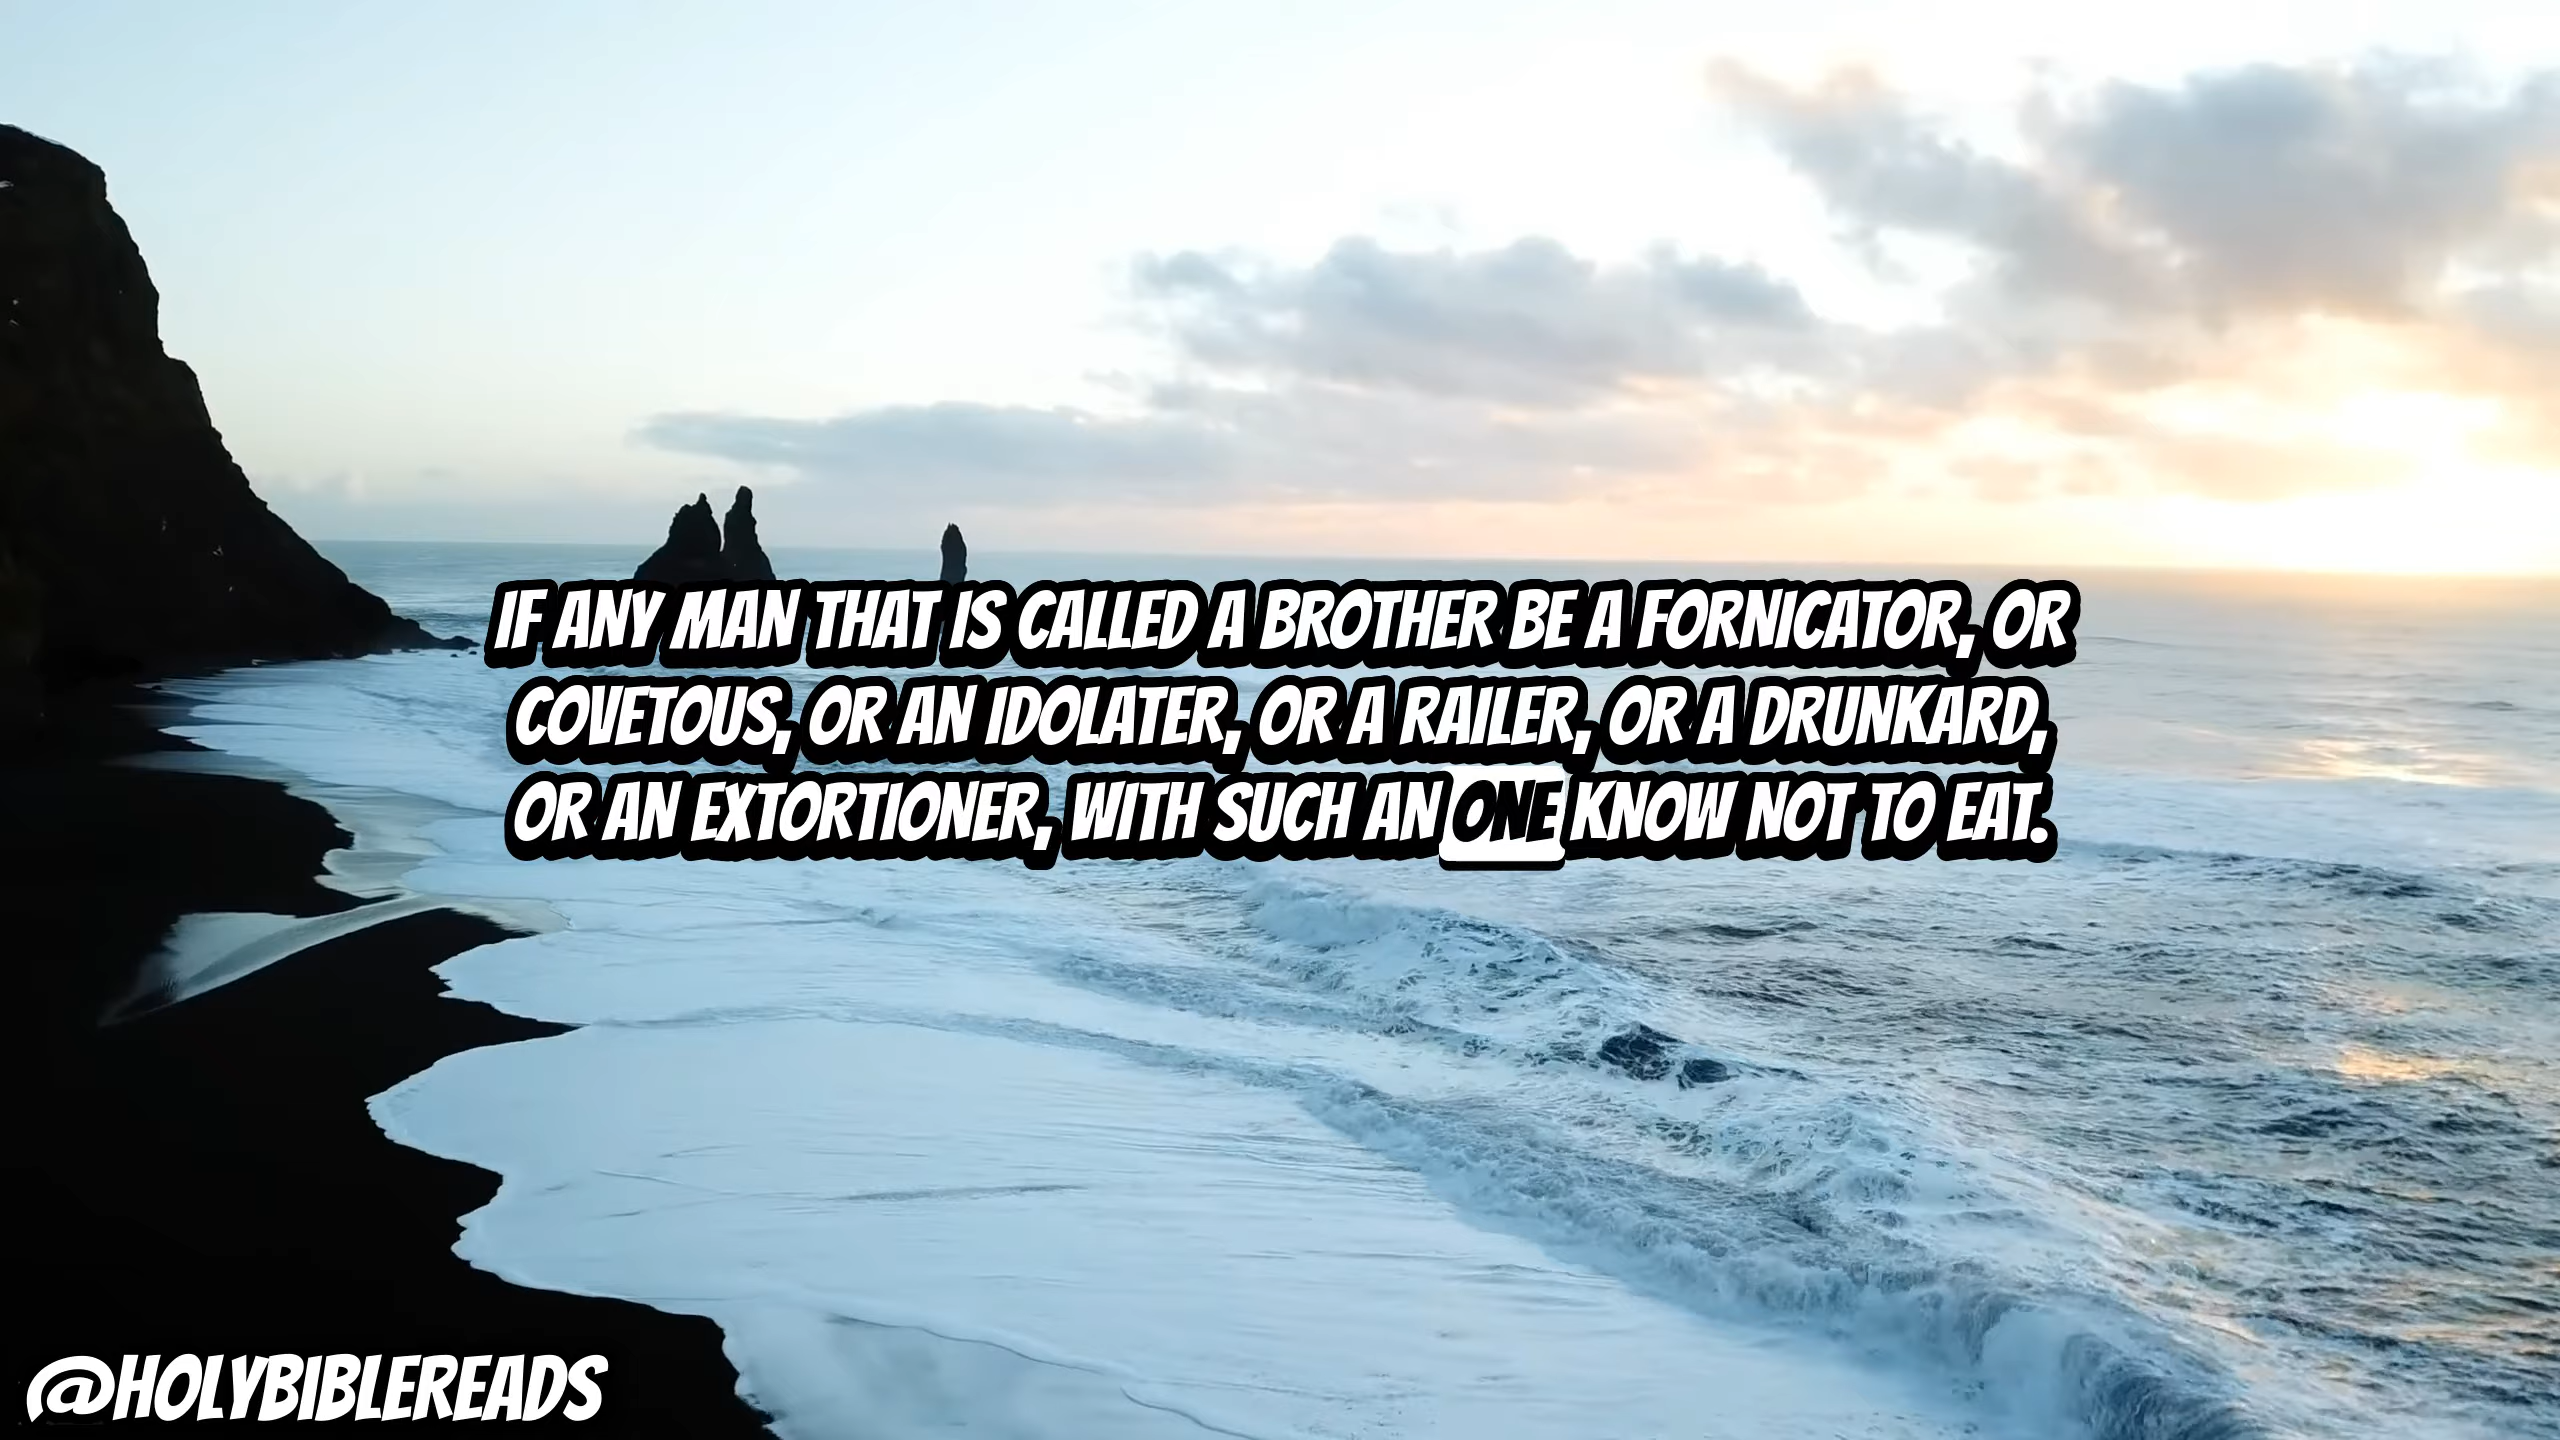 IF ANY MAN THAT IS CALLED A BROTHER BE A FORNICATOR, OR
COVETOUS, OR AN IDOLATER, OR A RAILER, OR A DRUNKARD,
OR AN EXTORTIONER, WITH SUCH AN ONE KNOW NOT TO EAT.
@HOLYBIBLEREADS